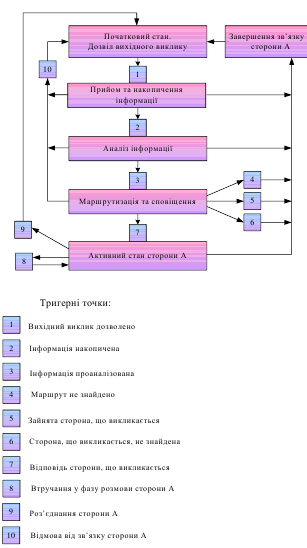 Початковий стан.
Дозвіл вихідного виклику
Завершення зв’язку
сторони А
10
1
Прийом та накопичення
інформації
2
Аналіз інформації
3
4
Маршрутизація та сповіщення
5
6
9
7
Активний стан сторони А
8
Тригерні точки:
1 Вихідний виклик дозволено
2 Інформація накопичена
3 Інформація проаналізована
4 Маршрут не знайдено
5 Зайнята сторона, що викликається
6 Сторона, що викликається, не знайдена
7 Відповідь сторони, що викликається
8 Втручання у фазу розмови сторони А
9 Роз’єднання сторони А
10 Відмова від зв’язку сторони А